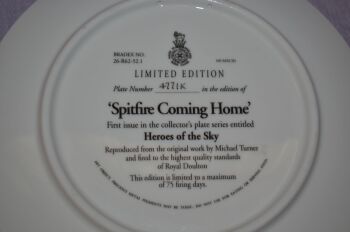 BRADEX NO.
26-R62-52.1
LIMITED EDITION
Plate Number 4771K in the edition of
'Spitfire Coming Home'
First issue in the collector's plate series entitled
Heroes of the Sky
Reproduced from the original work by Michael Turner
and fired to the highest quality standards
of Royal Doulton
This edition is limited to a maximum
of 75 firing days.